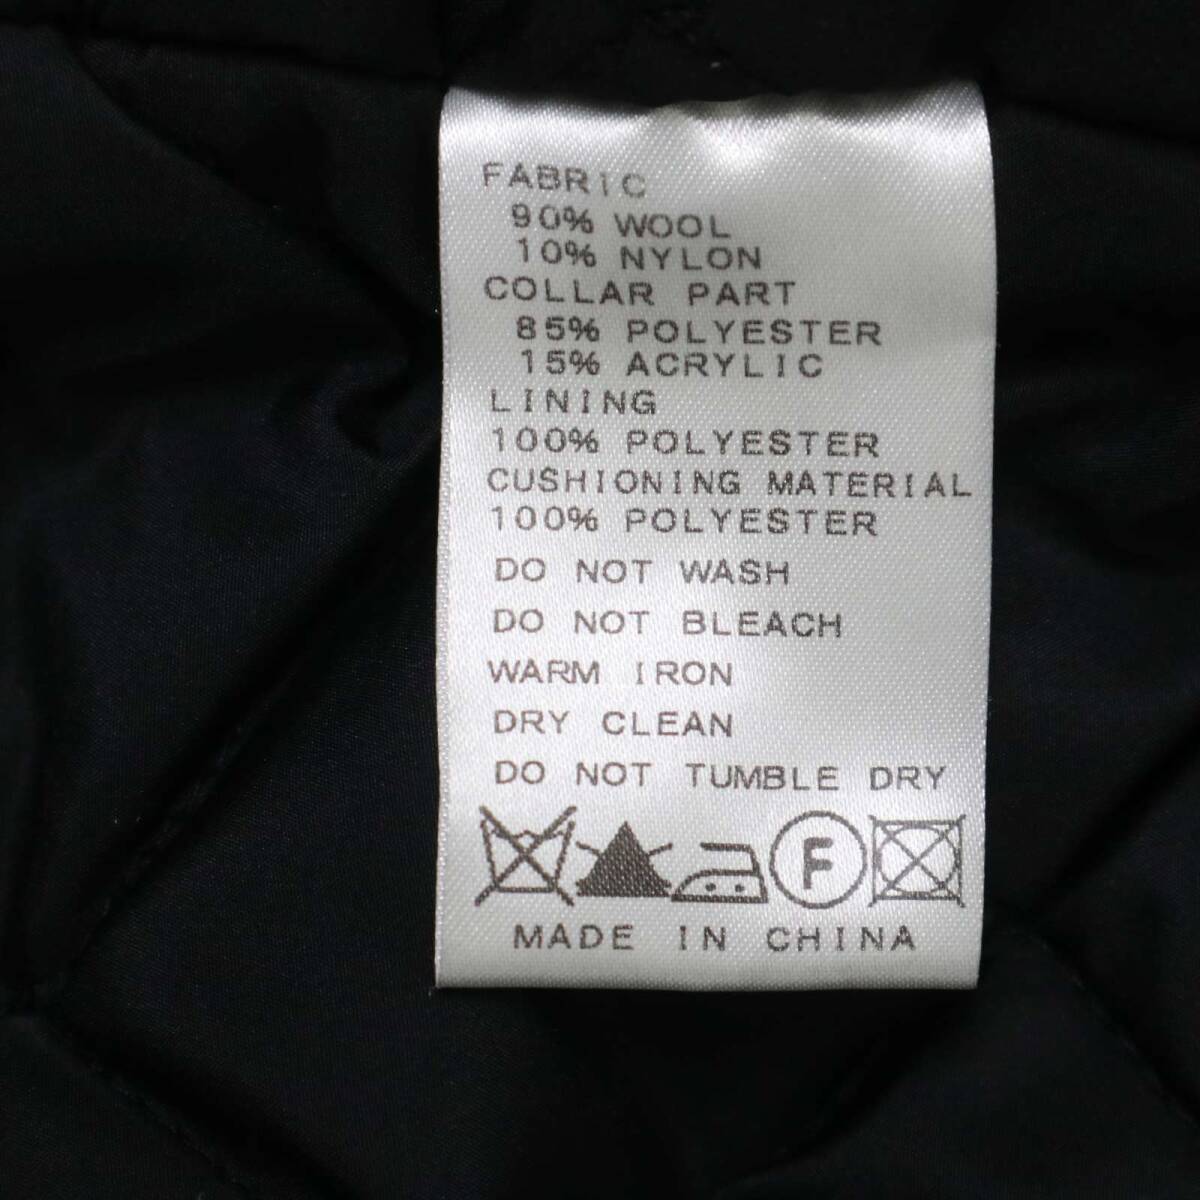 FABRIC
90% WOOL
10% NYLON
COLLAR PART
85% POLYESTER
15% ACRYLIC
LINING
100% POLYESTER
CUSHIONING MATERIAL
100% POLYESTER
DO NOT WASH
DO NOT BLEACH
WARM IRON
DRY CLEAN
DO NOT TUMBLE DRY
F
MADE IN CHINA